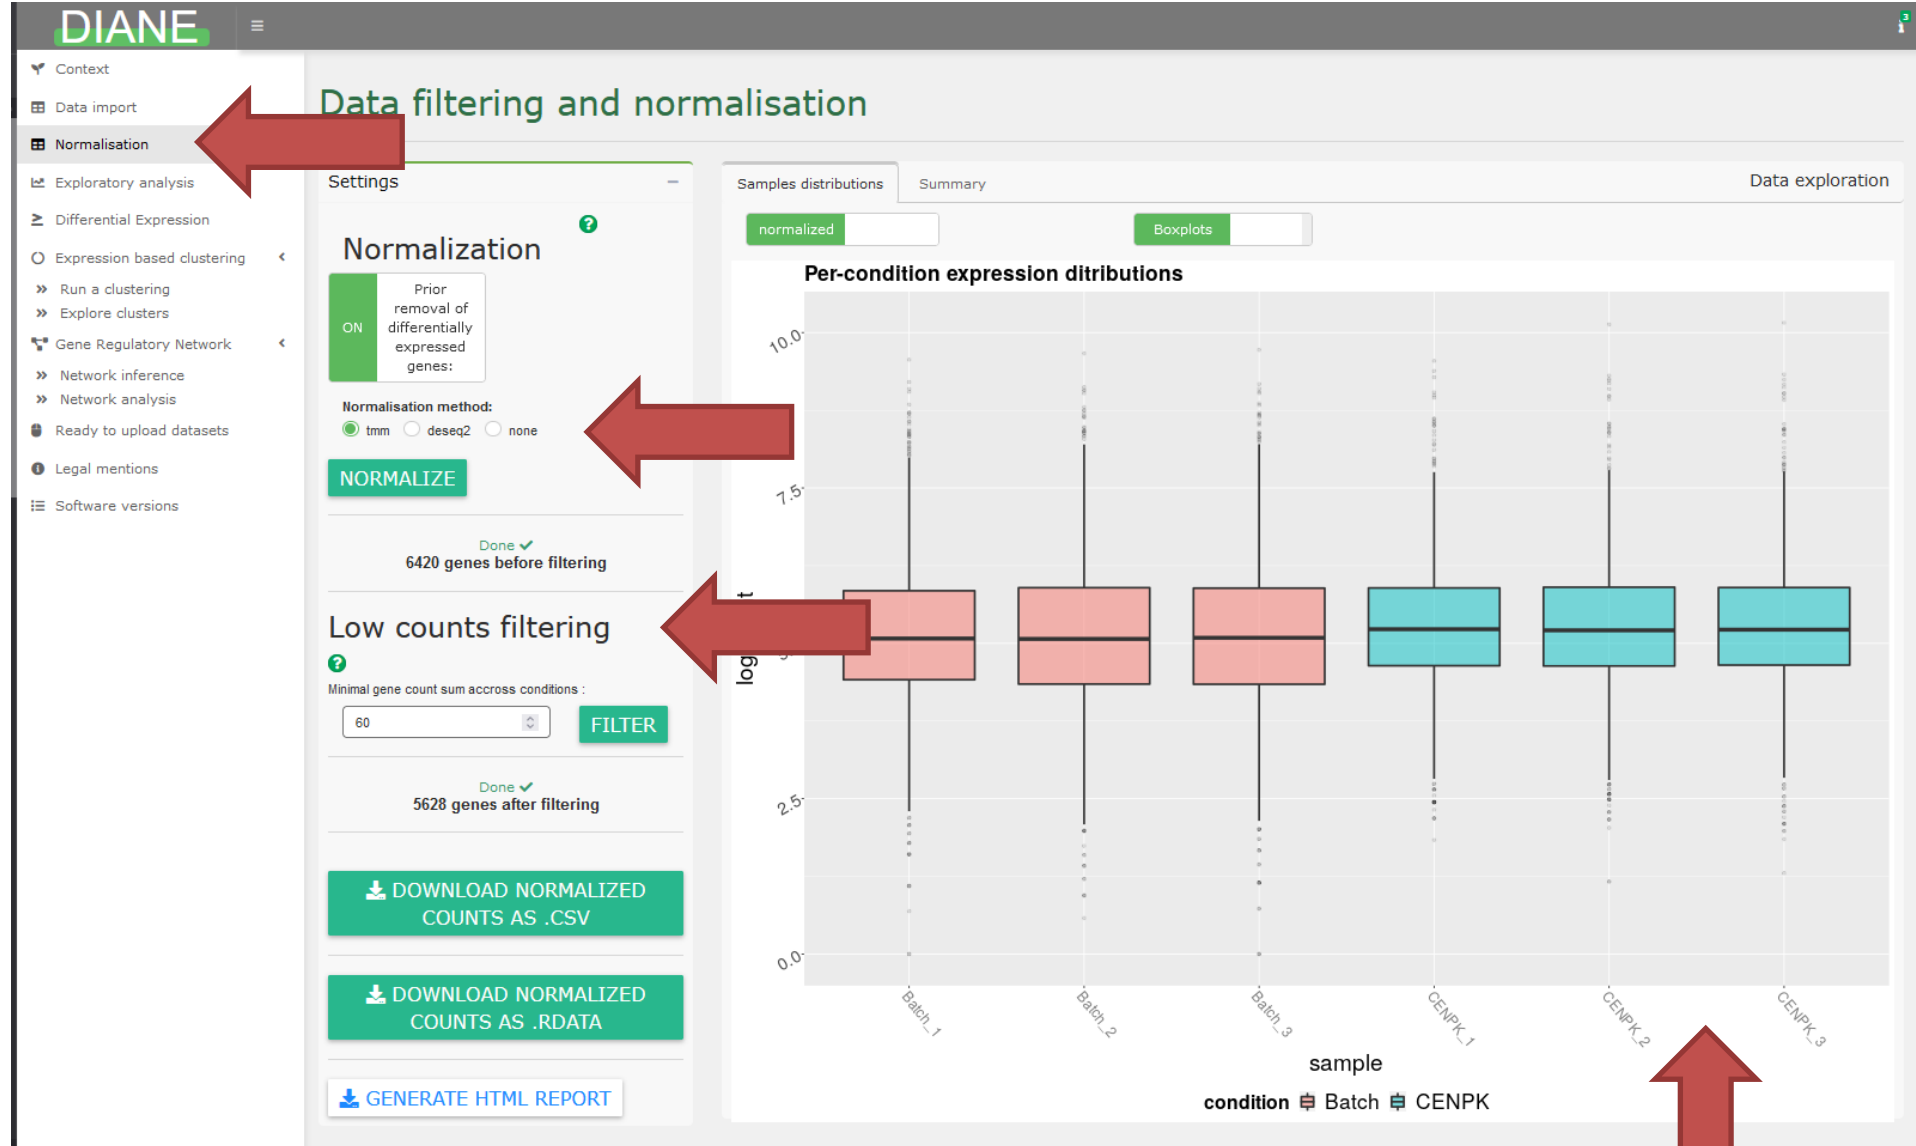 DIANE
3
Context
Data import
Normalisation
Exploratory analysis
Differential Expression
Expression based clustering
Run a clustering
Explore clusters
Gene Regulatory Network
Network inference
Network analysis
Ready to upload datasets
Legal mentions
Software versions
Data filtering and normalisation
Settings
Normalization
ON
Prior
removal of
differentially
expressed
genes:
Normalisation method:
tmm deseq2 none
NORMALIZE
Done
6420 genes before filtering
Low counts filtering
Minimal gene count sum accross conditions :
60
FILTER
Done
5628 genes after filtering
DOWNLOAD NORMALIZED
COUNTS AS .CSV
DOWNLOAD NORMALIZED
COUNTS AS .RDATA
GENERATE HTML REPORT
Samples distributions
Summary
Data exploration
normalized
Boxplots
Per-condition expression ditributions
10.0
7.5
2.5
0.0
Batch_1
Batch_2
Batch_3
CENPK_1
CENPK_2
CENPK_3
sample
condition Batch CENPK